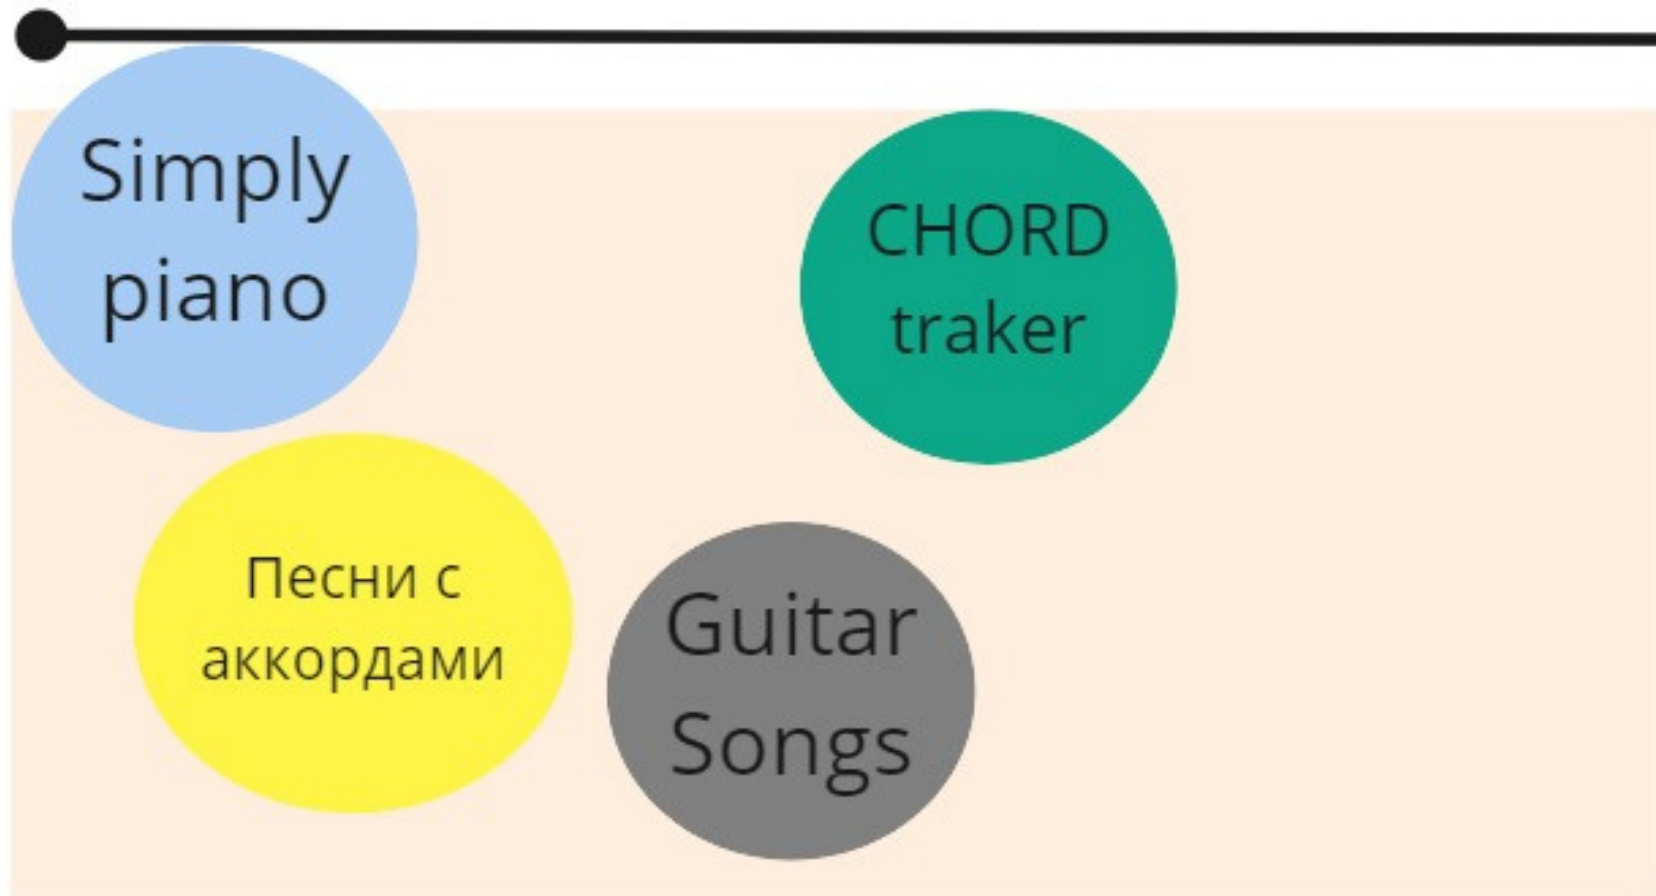 Simply
piano
CHORD
traker
Песни с
аккордами
Guitar
Songs